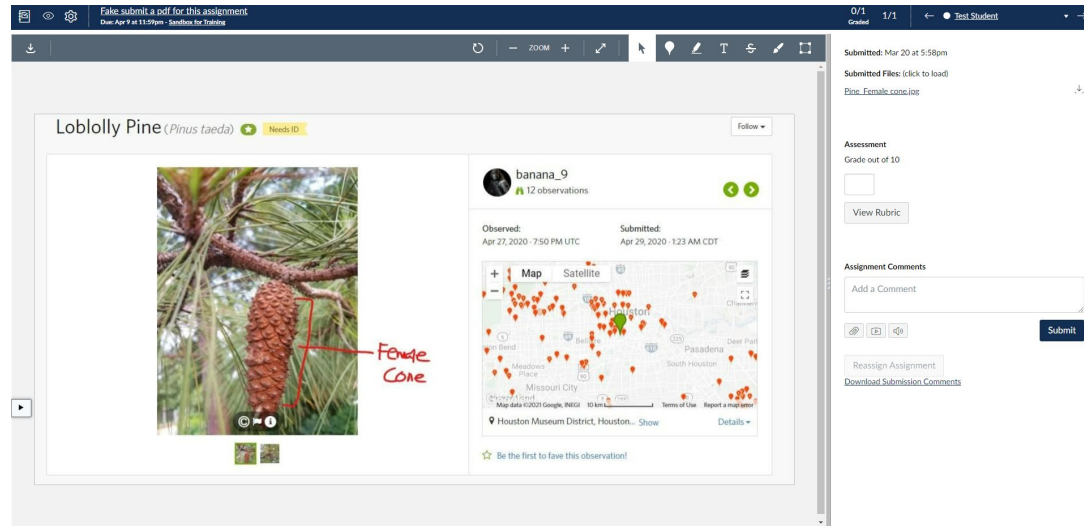 Fake submit a pdf for this assignment
Due: Apr 9 at 11:59pm - Sandbox for Training
0/1
Graded
1/1
Test Student
ZOOM
T
S
Loblolly Pine (Pinus taeda)
Needs ID
Follow
Female
Cone
banana_9
12 observations
Observed:
Apr 27, 2020 · 7:50 PM UTC
Submitted:
Apr 29, 2020 · 1:23 AM CDT
Map
Satellite
Houston
Pasadena
Deer Par
South Houston
Meadows
Place
Missouri City
Map data ©2021 Google, INEGI
10 km
Terms of Use
Report a map error
Houston Museum District, Houston... Show
Details
Be the first to fave this observation!
Submitted: Mar 20 at 5:58pm
Submitted Files: (click to load)
Pine_Female cone.jpg
Assessment
Grade out of 10
View Rubric
Assignment Comments
Add a Comment
Submit
Reassign Assignment
Download Submission Comments